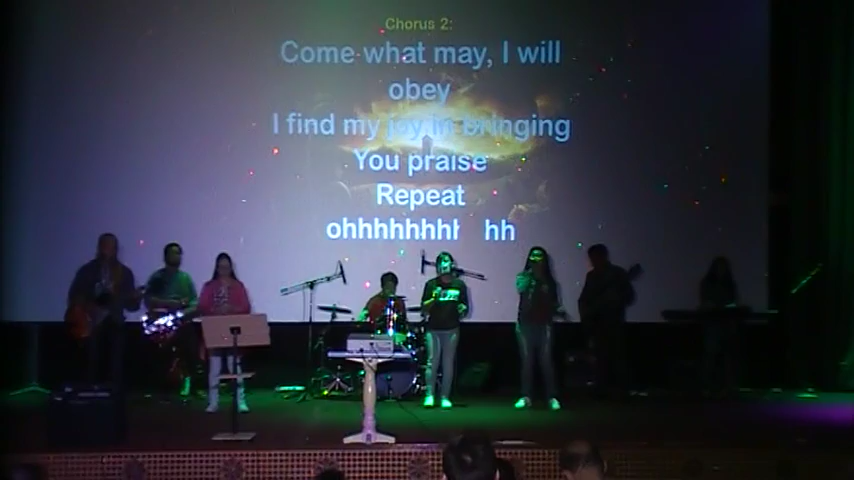 Chorus 2:
Come what may, I will
obey
I find my joy in bringing
You praise
Repeat
ohhhhhhhh hh